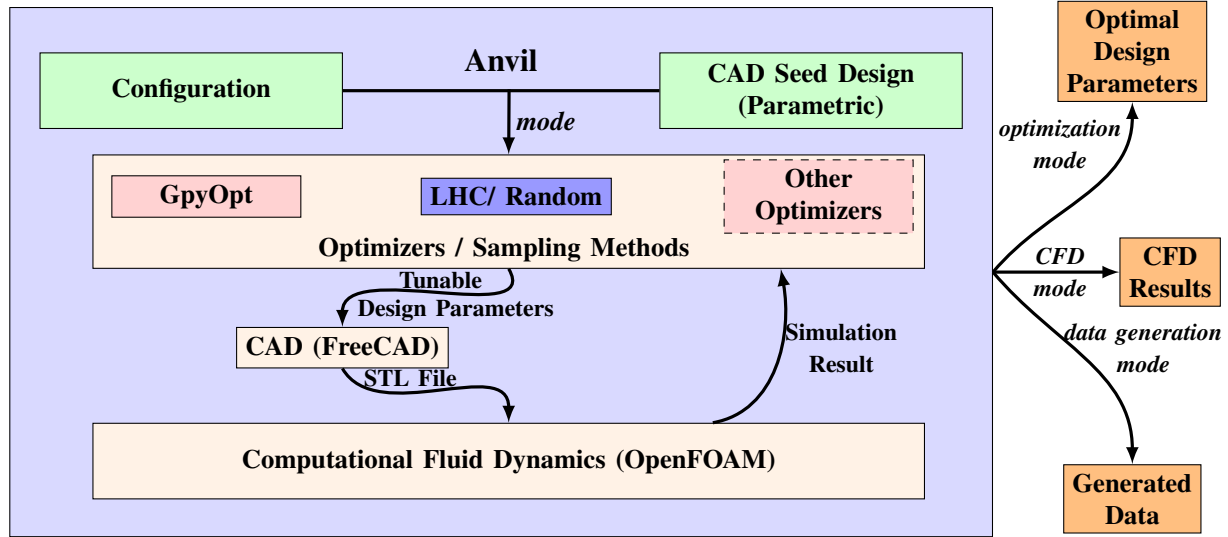 Anvil
Configuration
CAD Seed Design
(Parametric)
mode
GpyOpt
LHC/ Random
Other
Optimizers
Optimizers / Sampling Methods
Tunable
Design Parameters
CAD (FreeCAD)
STL File
Simulation
Result
Computational Fluid Dynamics (OpenFOAM)
optimization
mode
CFD
mode
data generation
mode
Optimal
Design
Parameters
CFD
Results
Generated
Data